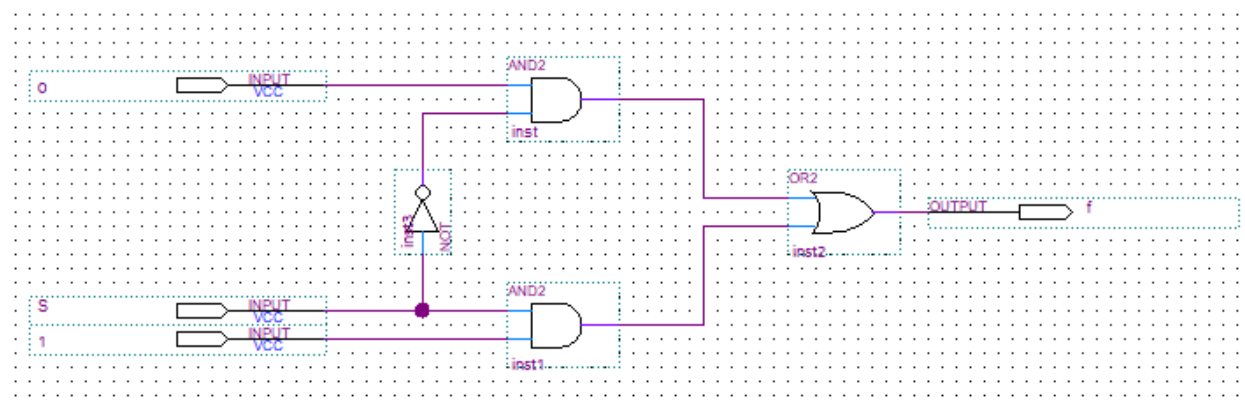 AND2
INPUT
VCC
0
inst
OR2
inst3
NOT
OUTPUT
f
inst2
AND2
S
INPUT
VCC
1
INPUT
VCC
inst1